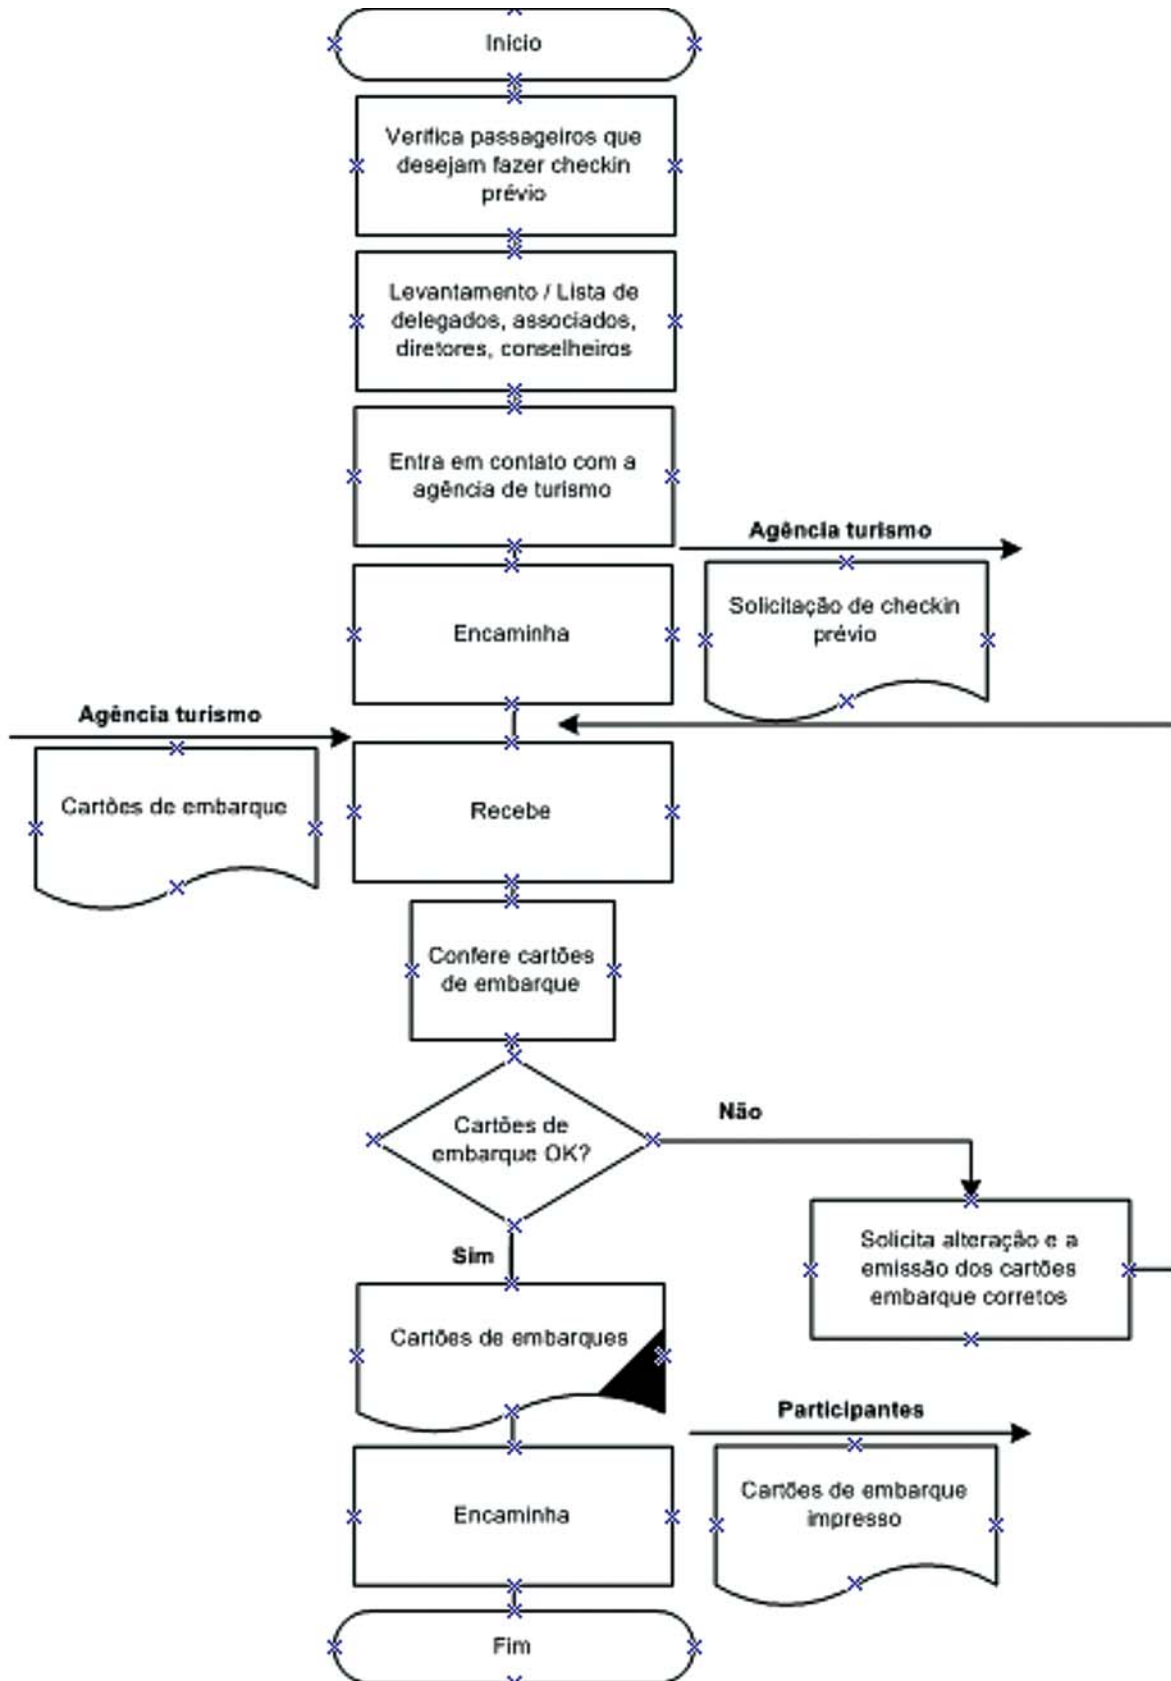 Início
Verifica passageiros que
desejam fazer checkin
prévio
Levantamento / Lista de
delegados, associados,
diretores, conselheiros
Entra em contato com a
agência de turismo
Agência turismo
Encaminha
Solicitação de checkin
prévio
Agência turismo
Cartões de embarque
Recebe
Confere cartões
de embarque
Cartões de
embarque OK?
Não
Solicita alteração e a
emissão dos cartões
embarque corretos
Sim
Cartões de embarques
Participantes
Encaminha
Cartões de embarque
impresso
Fim